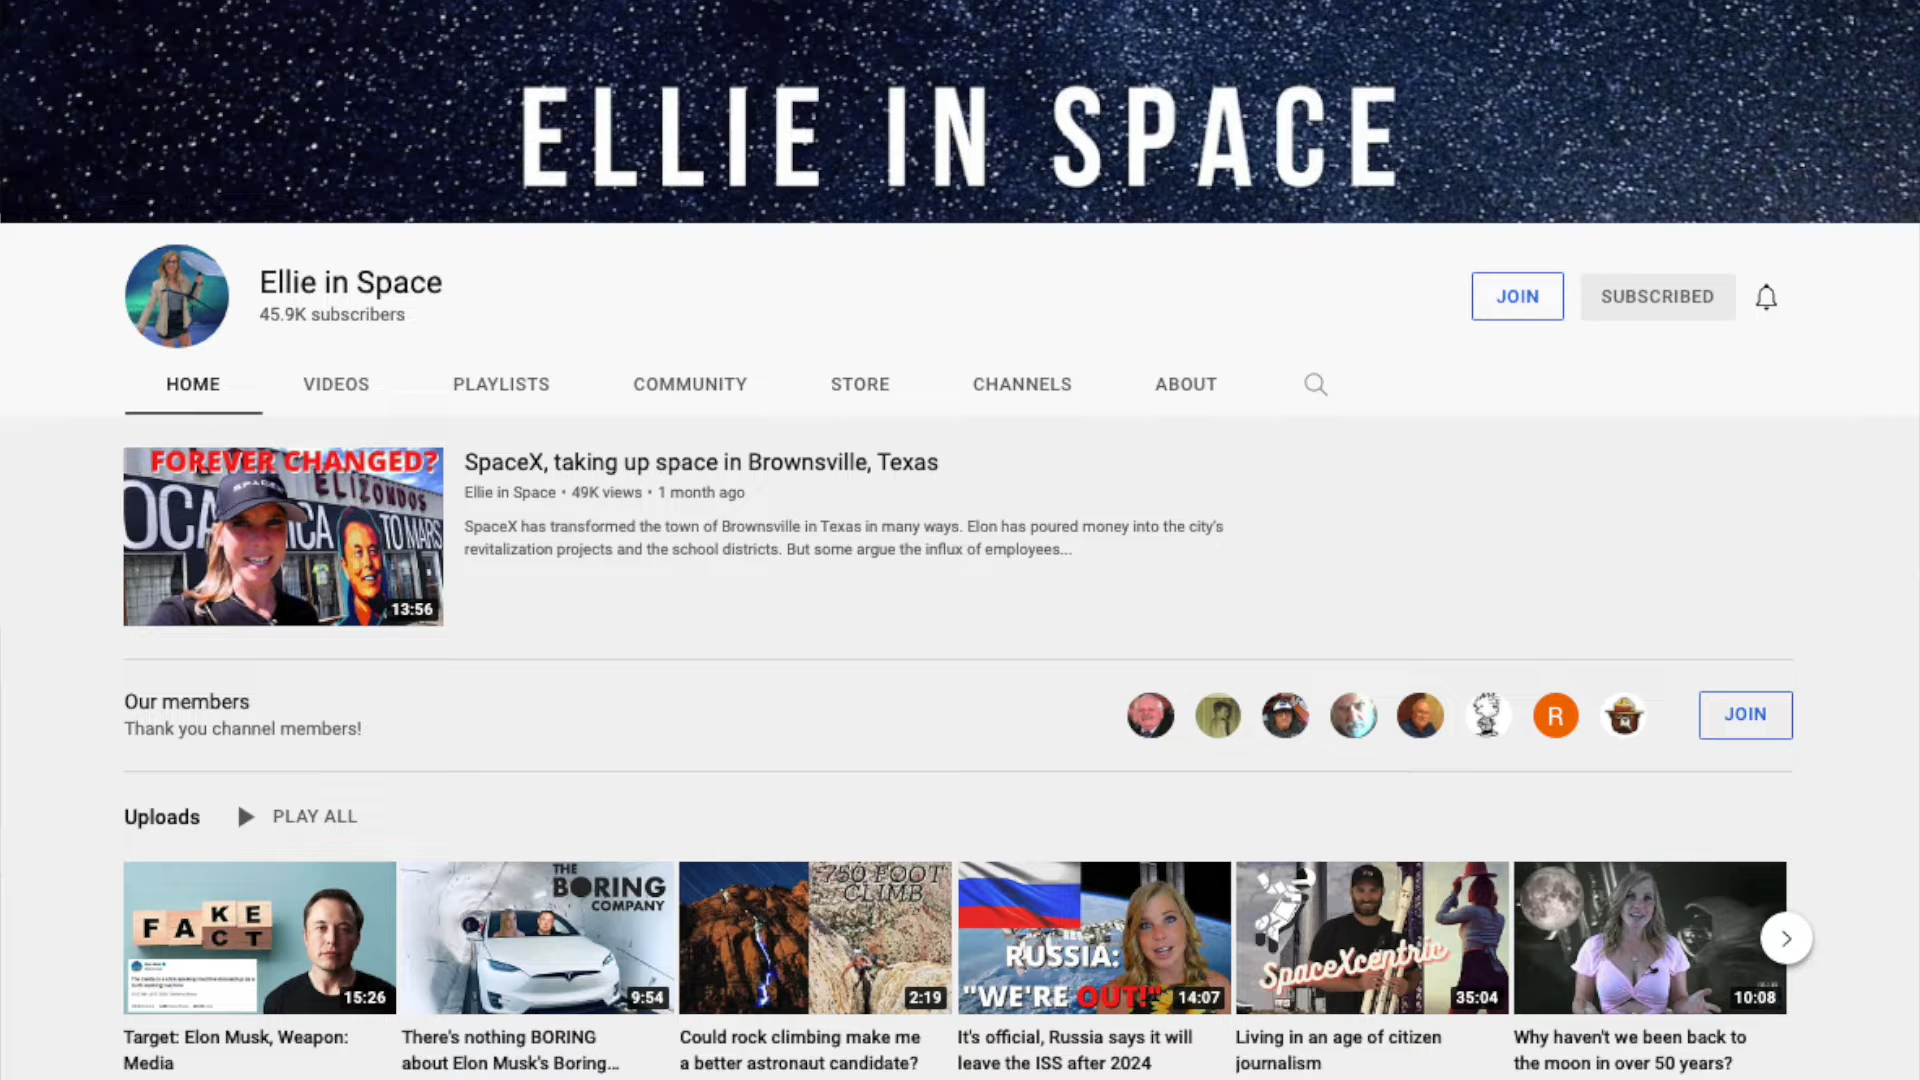 ELLIE IN SPACE
Ellie in Space
45.9K subscribers
JOIN
SUBSCRIBED
HOME
VIDEOS
PLAYLISTS
COMMUNITY
STORE
CHANNELS
ABOUT
FOREVER CHANGED?
ELIZONDOS
TO MARS
13:56
SpaceX, taking up space in Brownsville, Texas
Ellie in Space • 49K views • 1 month ago
SpaceX has transformed the town of Brownsville in Texas in many ways. Elon has poured money into the city's
revitalization projects and the school districts. But some argue the influx of employees...
Our members
Thank you channel members!
R
JOIN
Uploads
PLAY ALL
FAKE
CT
15:26
Target: Elon Musk, Weapon:
Media
THE
BORING
COMPANY
9:54
There's nothing BORING
about Elon Musk's Boring...
750 FOOT
CLIMB
2:19
Could rock climbing make me
a better astronaut candidate?
RUSSIA:
"WE'RE OUT!"
14:07
It's official, Russia says it will
leave the ISS after 2024
SpaceXcentric
35:04
Living in an age of citizen
journalism
10:08
Why haven't we been back to
the moon in over 50 years?